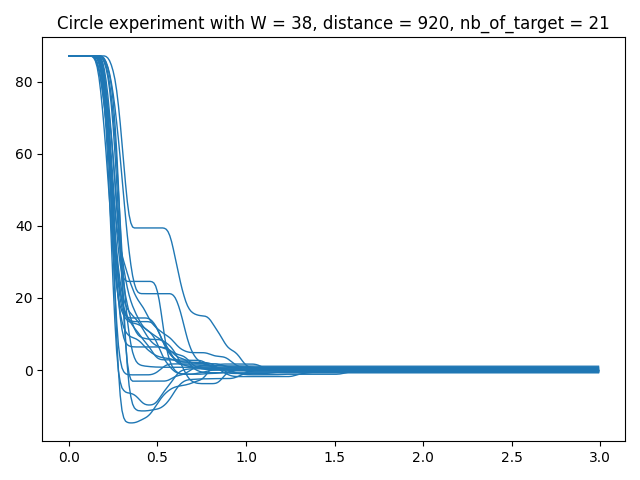 Circle experiment with W = 38, distance = 920, nb_of_target = 21
80
60
40
20
0
0.0 0.5 1.0 1.5 2.0 2.5 3.0